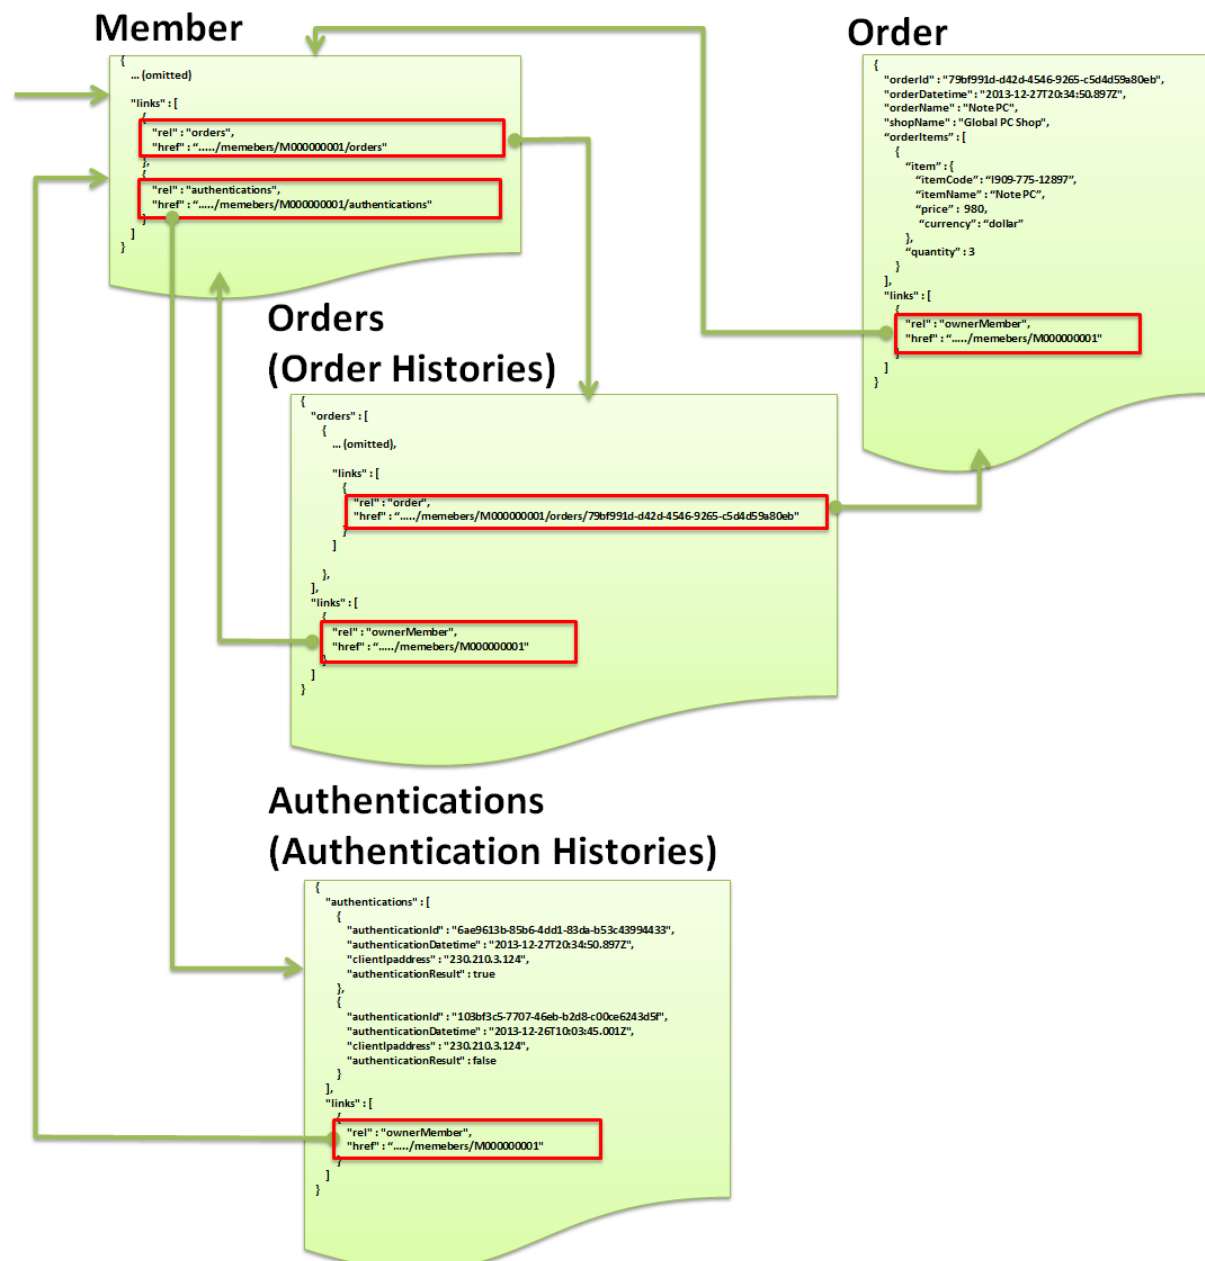 Member
{
... (omitted)
"links" : [
{
"rel" : "orders",
"href" : “...../memebers/M000000001/orders"
},
{
"rel" : "authentications",
"href" : “...../memebers/M000000001/authentications"
}
]
}
Order
{
"orderId" : "79bf991d-d42d-4546-9265-c5d4d59a80eb",
"orderDatetime" : "2013-12-27T20:34:50.897Z",
"orderName" : "Note PC",
"shopName" : "Global PC Shop",
“orderItems" : [
{
“item” : {
“itemCode” : “I909-775-12897”,
“itemName” : “Note PC”,
“price” : 980,
“currency” : “dollar”
},
“quantity” : 3
}
],
"links" : [
{
"rel" : "ownerMember",
"href" : “...../memebers/M000000001"
}
]
}
Orders
(Order Histories)
{
"orders" : [
{
... (omitted),
"links" : [
{
"rel" : "order",
"href" : “...../memebers/M000000001/orders/79bf991d-d42d-4546-9265-c5d4d59a80eb"
}
]
},
],
"links" : [
{
"rel" : "ownerMember",
"href" : “...../memebers/M000000001"
}
]
}
Authentications
(Authentication Histories)
{
"authentications" : [
{
"authenticationId" : "6ae9613b-85b6-4dd1-83da-b53c43994433",
"authenticationDatetime" : "2013-12-27T20:34:50.897Z",
"clientIpaddress" : "230.210.3.124",
"authenticationResult" : true
},
{
"authenticationId" : "103bf3c5-7707-46eb-b2d8-c00ce6243d5f",
"authenticationDatetime" : "2013-12-26T10:03:45.001Z",
"clientIpaddress" : "230.210.3.124",
"authenticationResult" : false
}
],
"links" : [
{
"rel" : "ownerMember",
"href" : “...../memebers/M000000001"
}
]
}